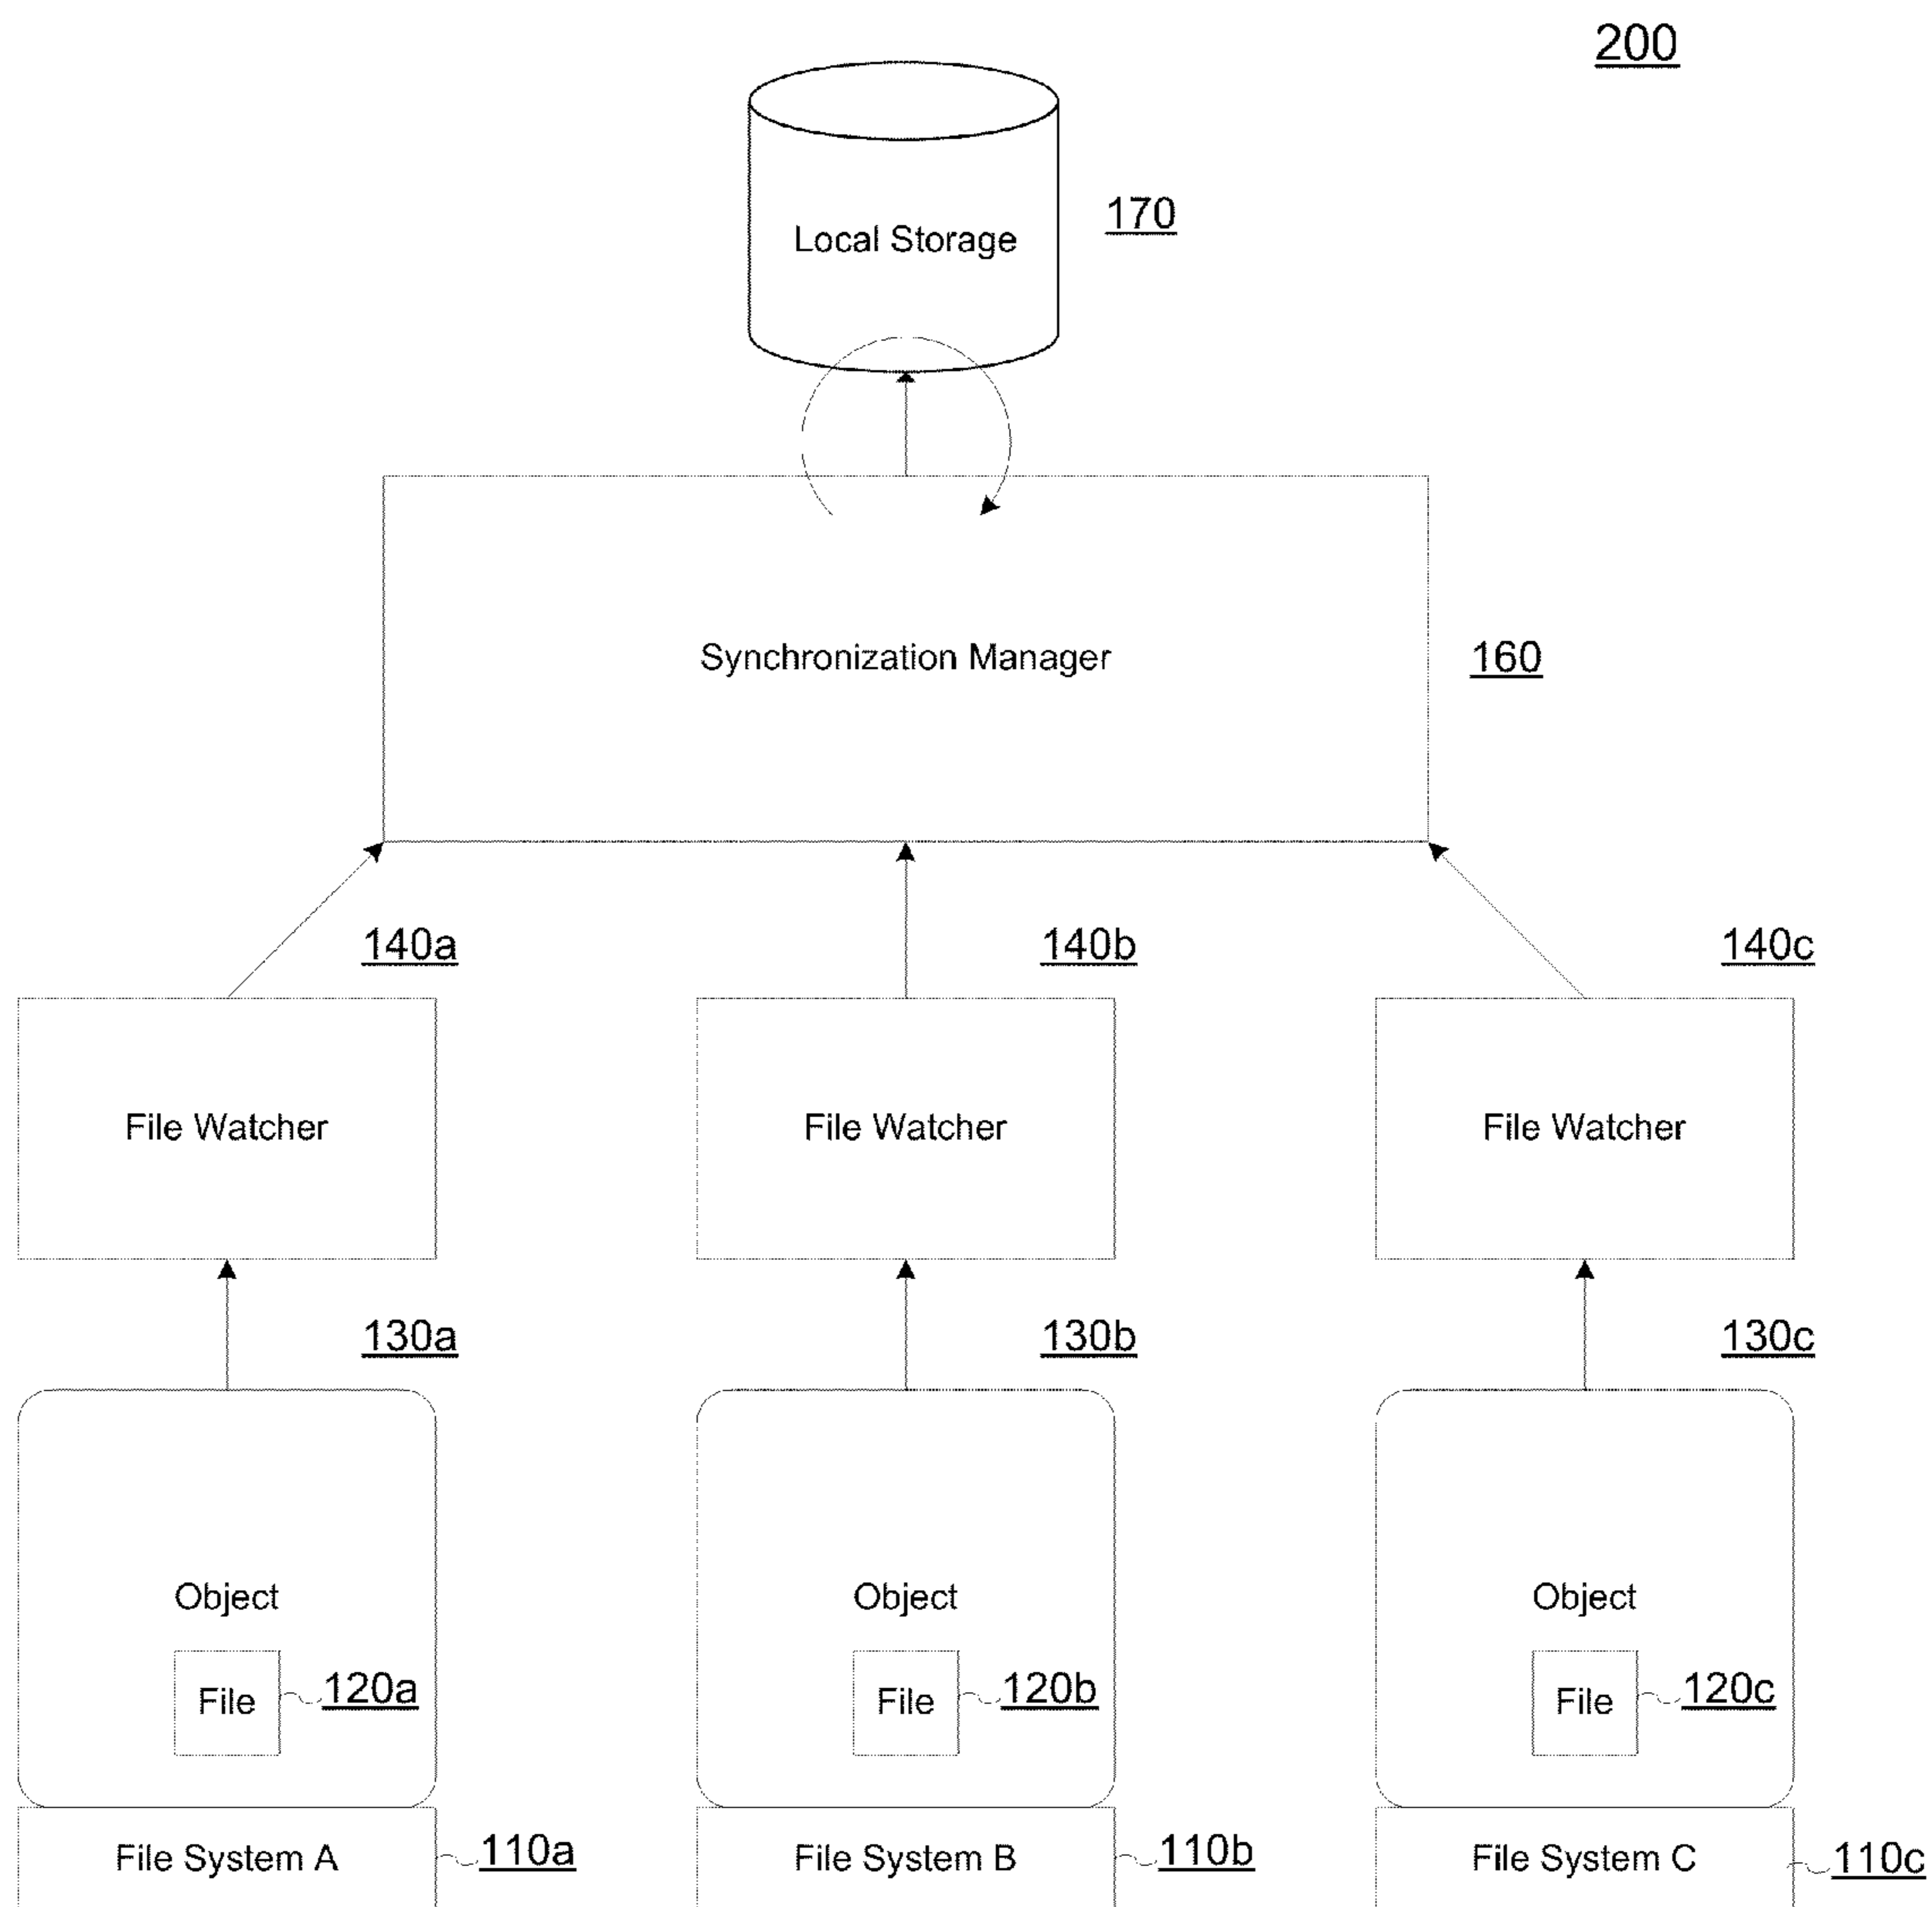 200
Local Storage
170
Synchronization Manager
160
140a
140b
140c
File Watcher
File Watcher
File Watcher
130a
130b
130c
Object
Object
Object
File
120a
File
120b
File
120c
File System A
110a
File System B
110b
File System C
110c